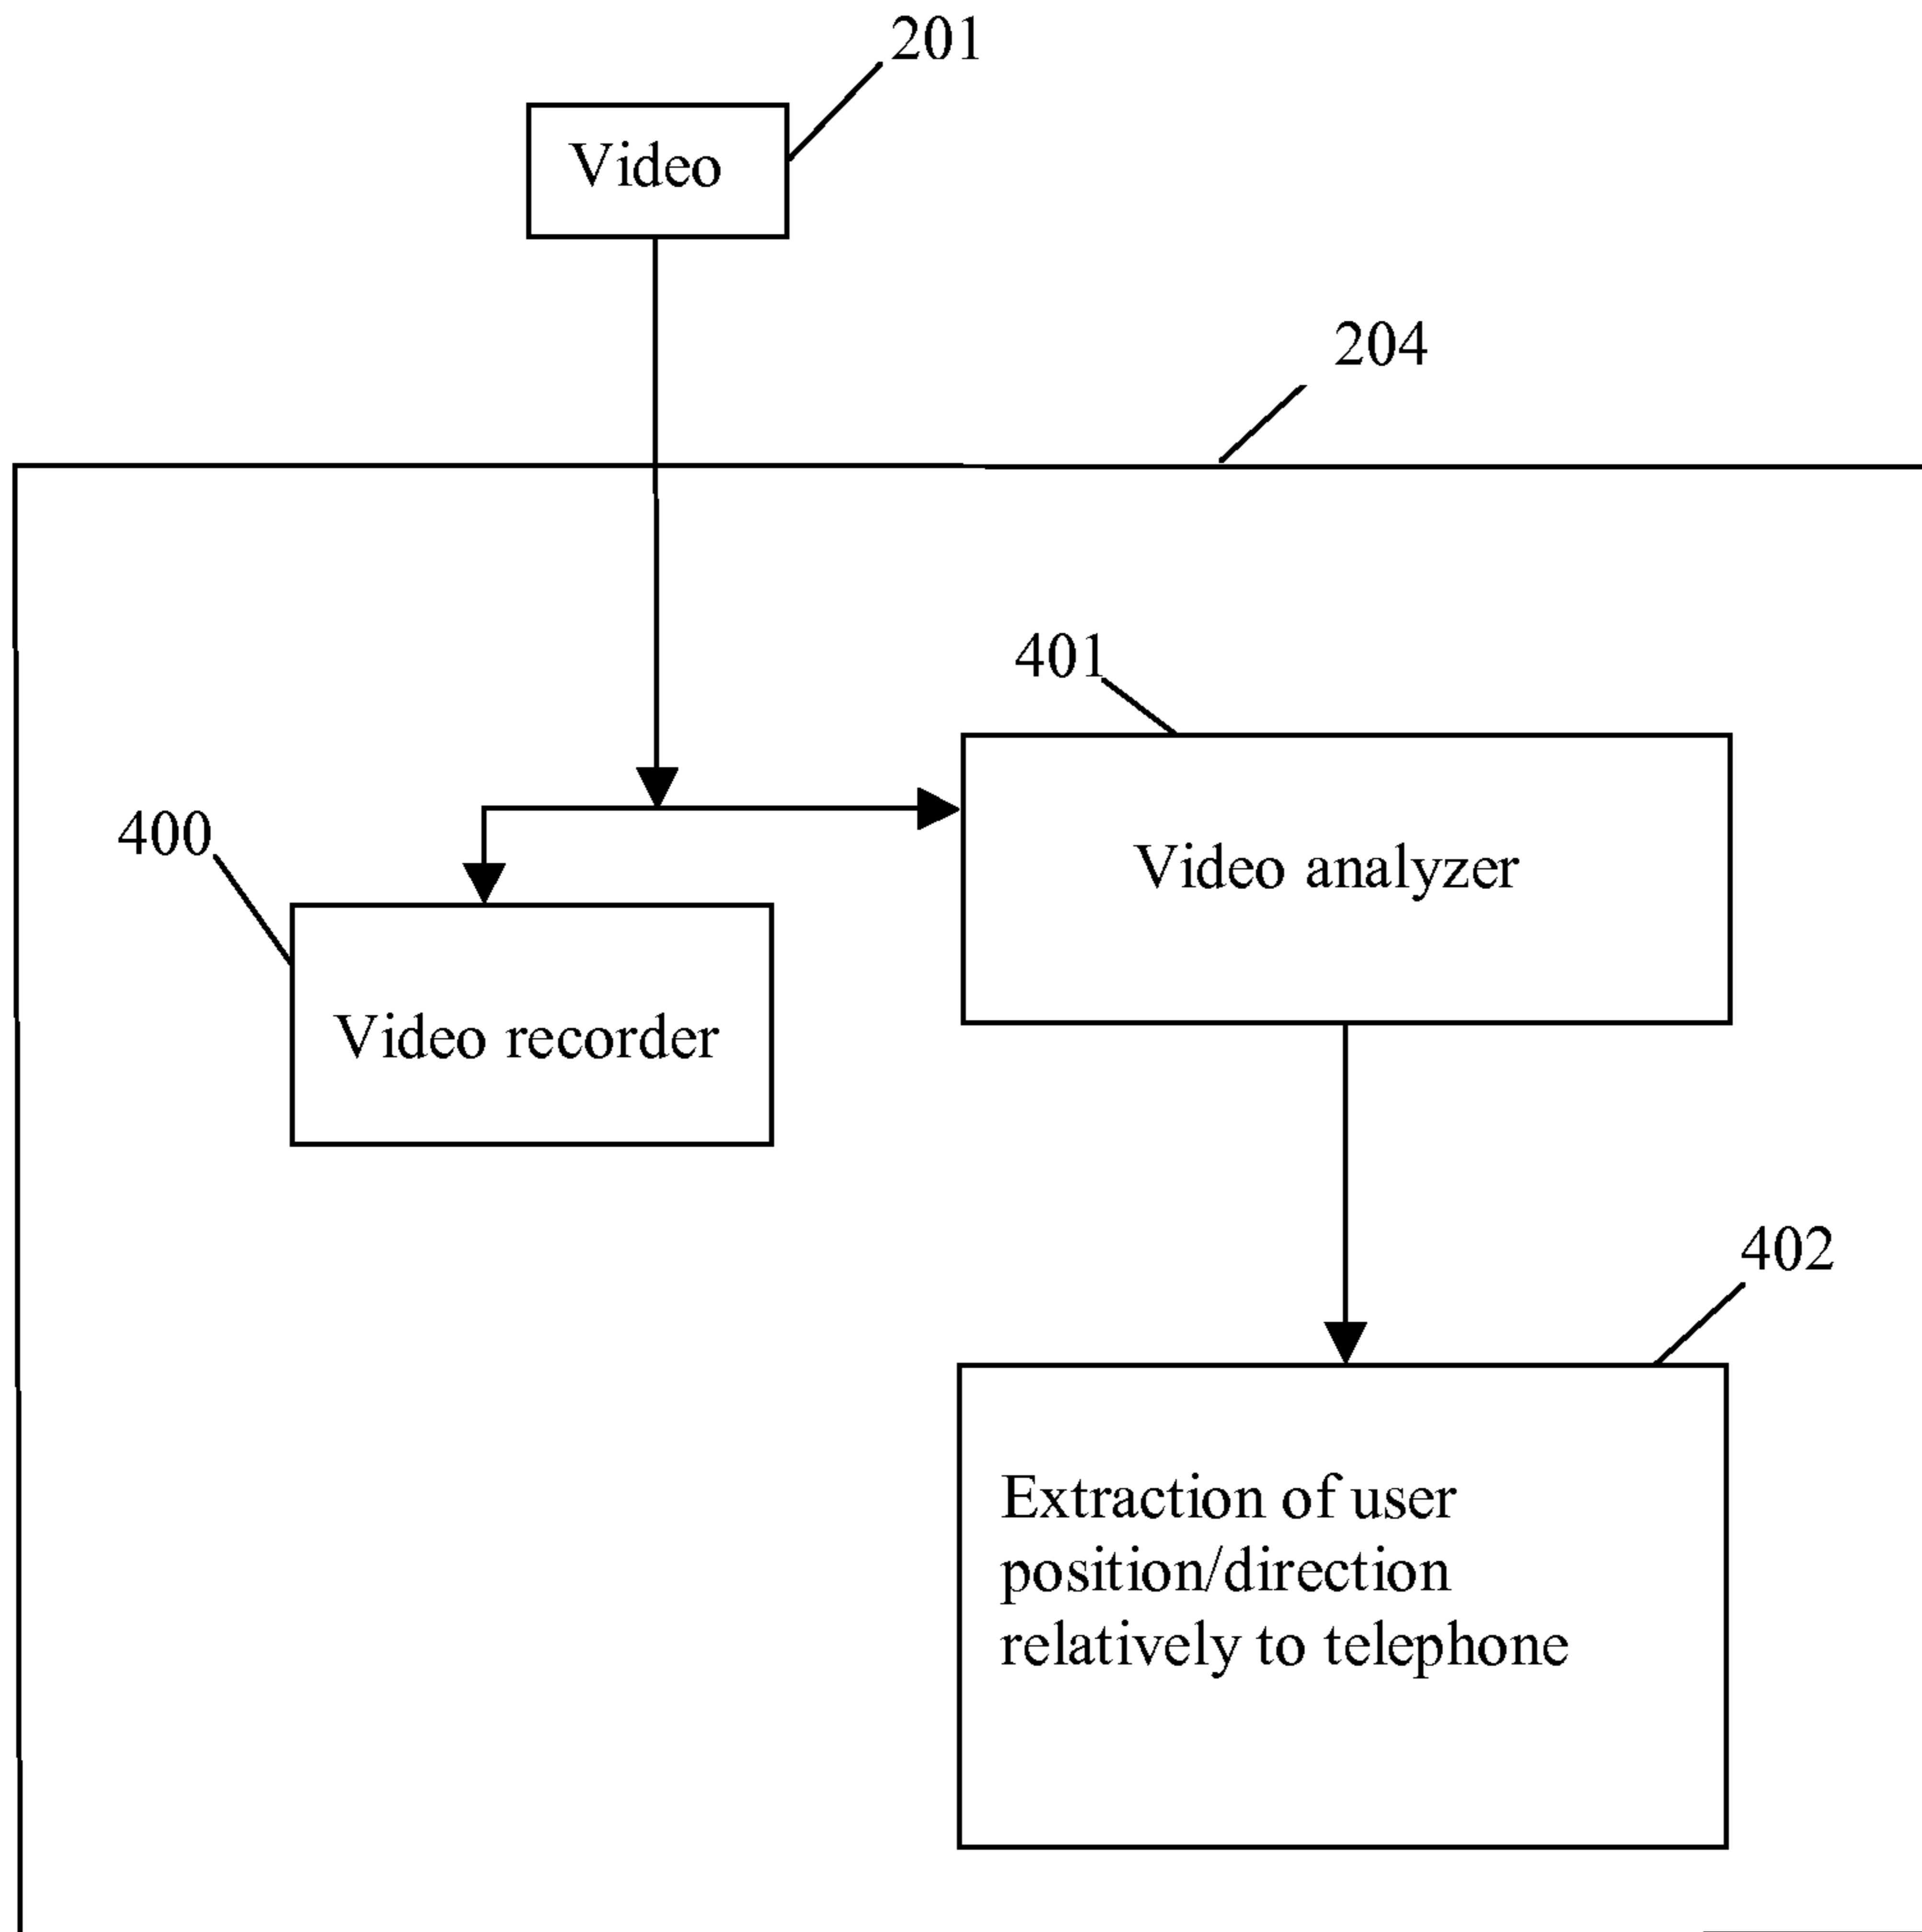 201
Video
204
401
Video analyzer
400
Video recorder
402
Extraction of user
position/direction
relatively to telephone